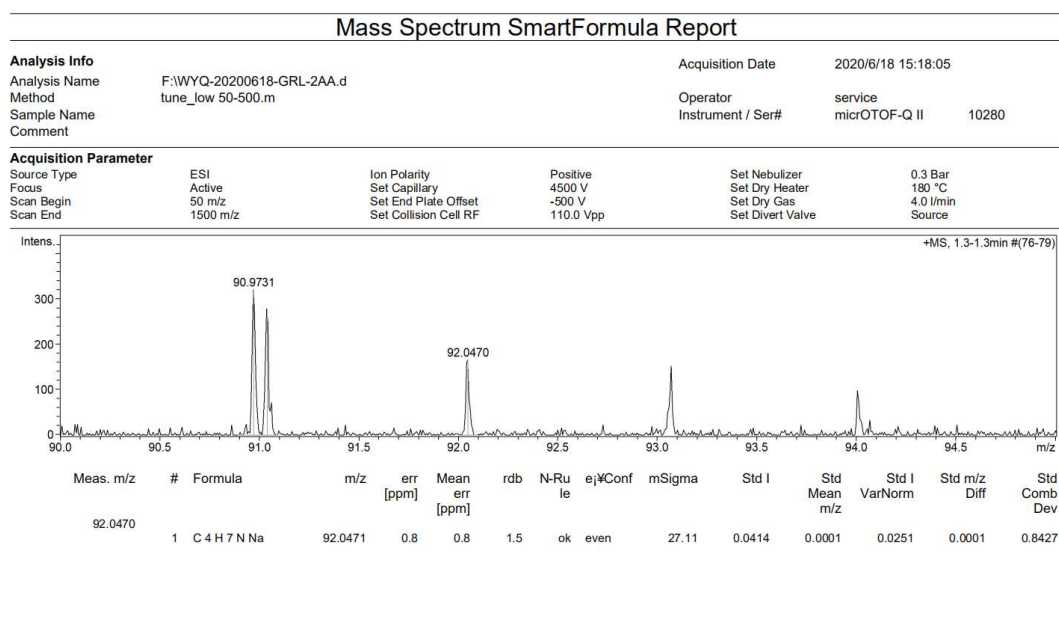 Mass Spectrum SmartFormula Report
Analysis Info
Acquisition Date 2020/6/18 15:18:05
Analysis Name F:\WYQ-20200618-GRL-2AA.d
Method tune_low 50-500.m Operator service
Sample Name Instrument / Ser# micrOTOF-Q II 10280
Comment
Acquisition Parameter
Source Type ESI Ion Polarity Positive Set Nebulizer 0.3 Bar
Focus Active Set Capillary 4500 V Set Dry Heater 180 °C
Scan Begin 50 m/z Set End Plate Offset -500 V Set Dry Gas 4.0 l/min
Scan End 1500 m/z Set Collision Cell RF 110.0 Vpp Set Divert Valve Source
Intens. +MS, 1.3-1.3min #(76-79)
90.9731
300
92.0470
200
100
0
90.0 90.5 91.0 91.5 92.0 92.5 93.0 93.5 94.0 94.5 m/z
Meas. m/z # Formula m/z err Mean rdb N-Ru e¡¥Conf mSigma Std I Std Std I Std m/z Std
[ppm] err le Mean VarNorm Diff Comb
[ppm] m/z Dev
92.0470
1 C 4 H 7 N Na 92.0471 0.8 0.8 1.5 ok even 27.11 0.0414 0.0001 0.0251 0.0001 0.8427